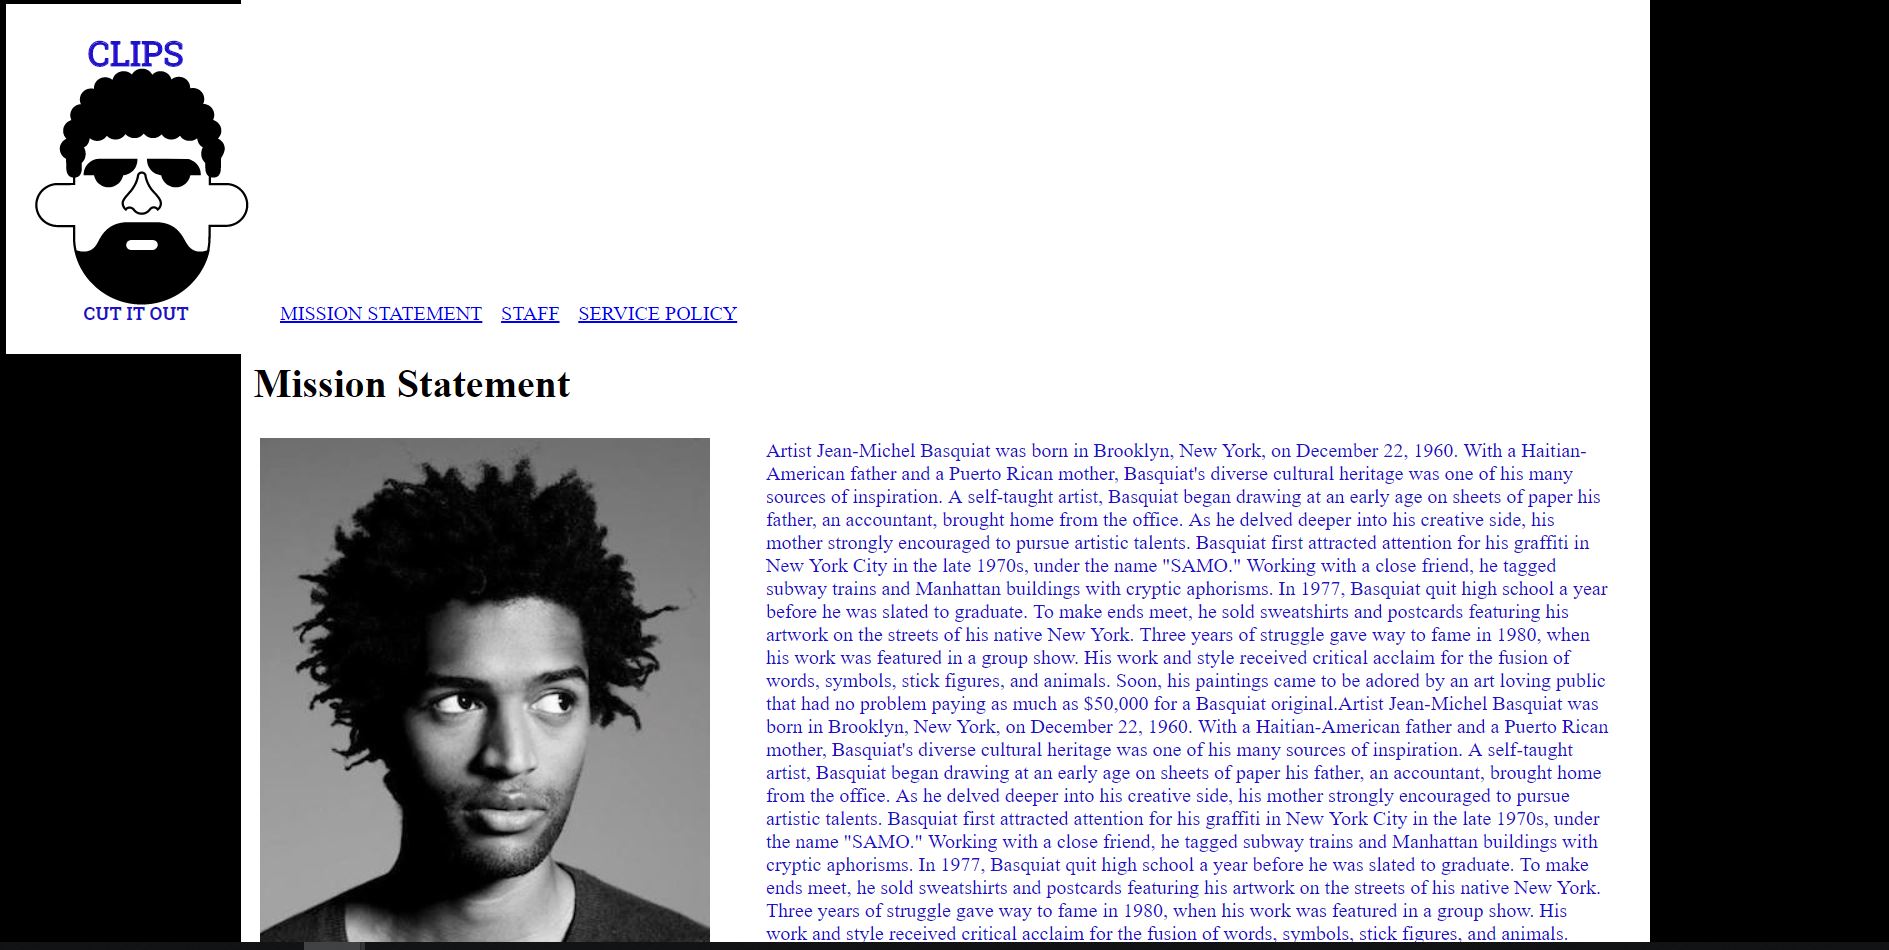 CLIPS
CUT IT OUT
MISSION STATEMENT STAFF SERVICE POLICY
Mission Statement
Artist Jean-Michel Basquiat was born in Brooklyn, New York, on December 22, 1960. With a Haitian-
American father and a Puerto Rican mother, Basquiat's diverse cultural heritage was one of his many
sources of inspiration. A self-taught artist, Basquiat began drawing at an early age on sheets of paper his
father, an accountant, brought home from the office. As he delved deeper into his creative side, his
mother strongly encouraged to pursue artistic talents. Basquiat first attracted attention for his graffiti in
New York City in the late 1970s, under the name "SAMO." Working with a close friend, he tagged
subway trains and Manhattan buildings with cryptic aphorisms. In 1977, Basquiat quit high school a year
before he was slated to graduate. To make ends meet, he sold sweatshirts and postcards featuring his
artwork on the streets of his native New York. Three years of struggle gave way to fame in 1980, when
his work was featured in a group show. His work and style received critical acclaim for the fusion of
words, symbols, stick figures, and animals. Soon, his paintings came to be adored by an art loving public
that had no problem paying as much as $50,000 for a Basquiat original.Artist Jean-Michel Basquiat was
born in Brooklyn, New York, on December 22, 1960. With a Haitian-American father and a Puerto Rican
mother, Basquiat's diverse cultural heritage was one of his many sources of inspiration. A self-taught
artist, Basquiat began drawing at an early age on sheets of paper his father, an accountant, brought home
from the office. As he delved deeper into his creative side, his mother strongly encouraged to pursue
artistic talents. Basquiat first attracted attention for his graffiti in New York City in the late 1970s, under
the name "SAMO." Working with a close friend, he tagged subway trains and Manhattan buildings with
cryptic aphorisms. In 1977, Basquiat quit high school a year before he was slated to graduate. To make
ends meet, he sold sweatshirts and postcards featuring his artwork on the streets of his native New York.
Three years of struggle gave way to fame in 1980, when his work was featured in a group show. His
work and style received critical acclaim for the fusion of words, symbols, stick figures, and animals.